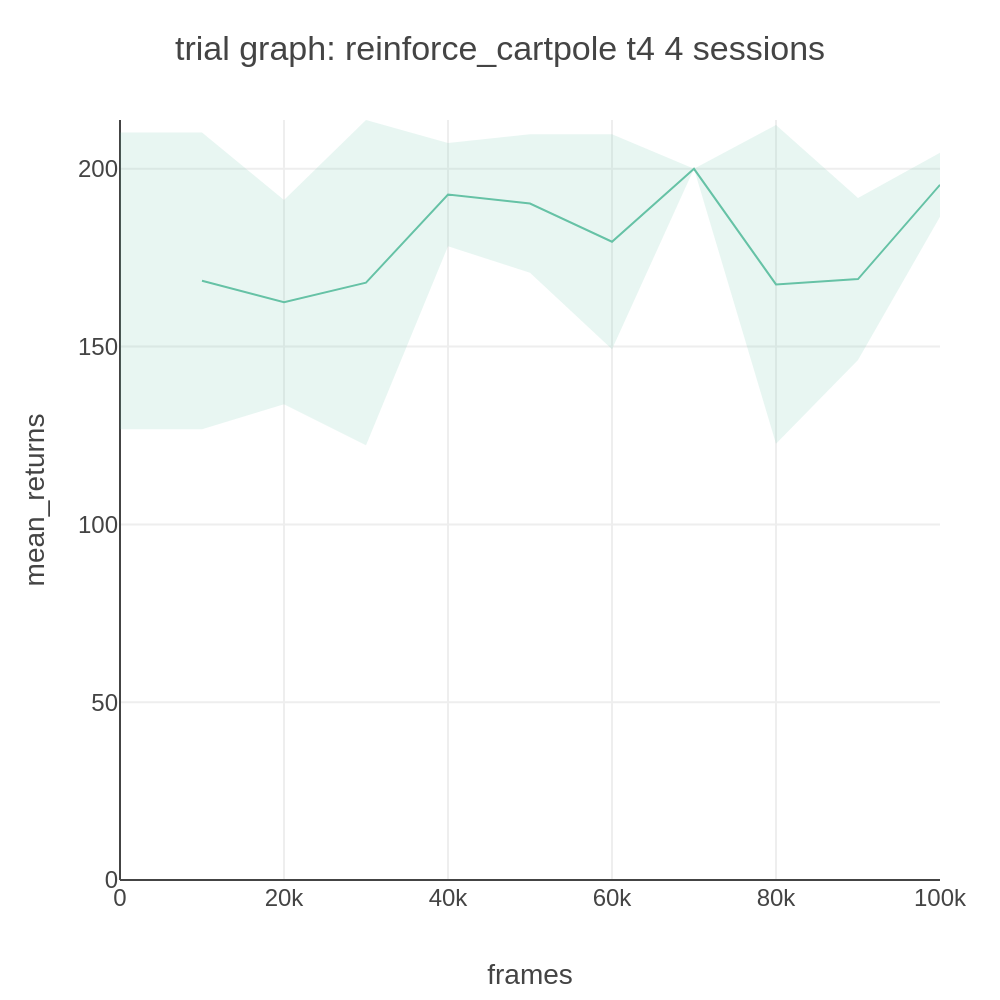 trial graph: reinforce_cartpole t4 4 sessions
200
150
100
50
0
mean_returns
0
20k
40k
60k
80k
100k
frames